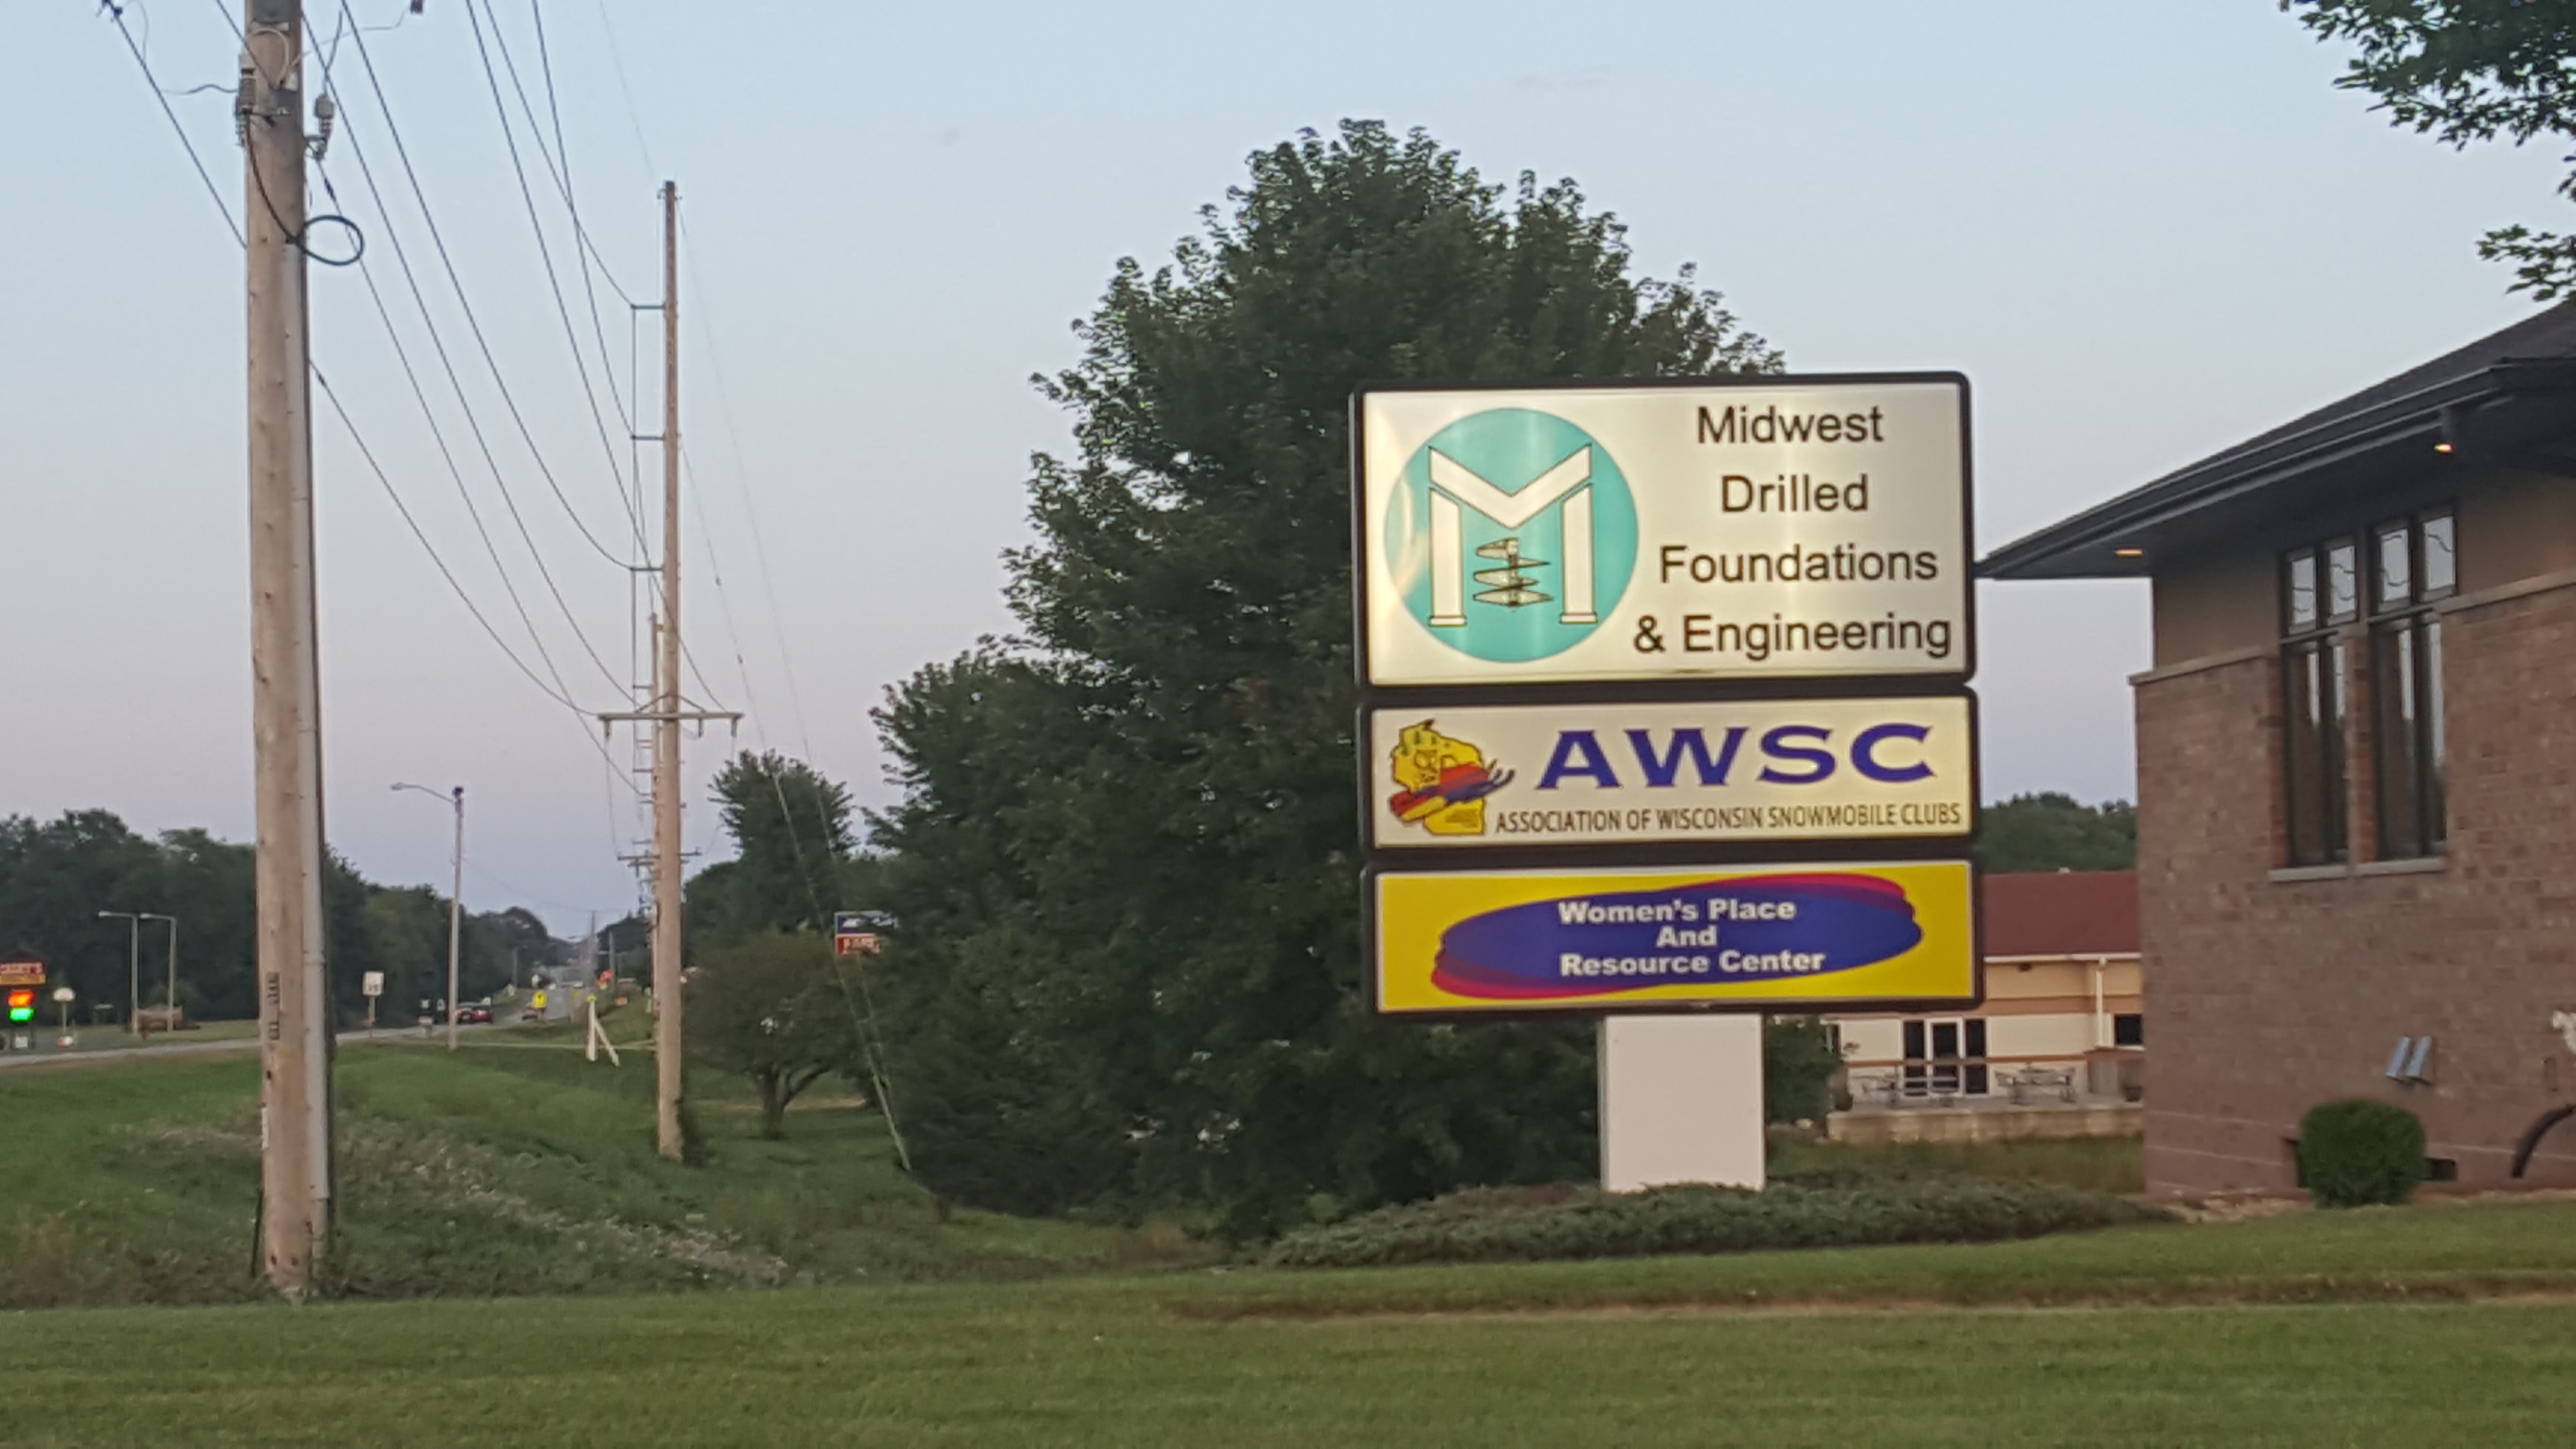 Midwest
Drilled
Foundations
& Engineering
AWSC
ASSOCIATION OF WISCONSIN SNOWMOBILE CLUBS
Women's Place
And
Resource Center